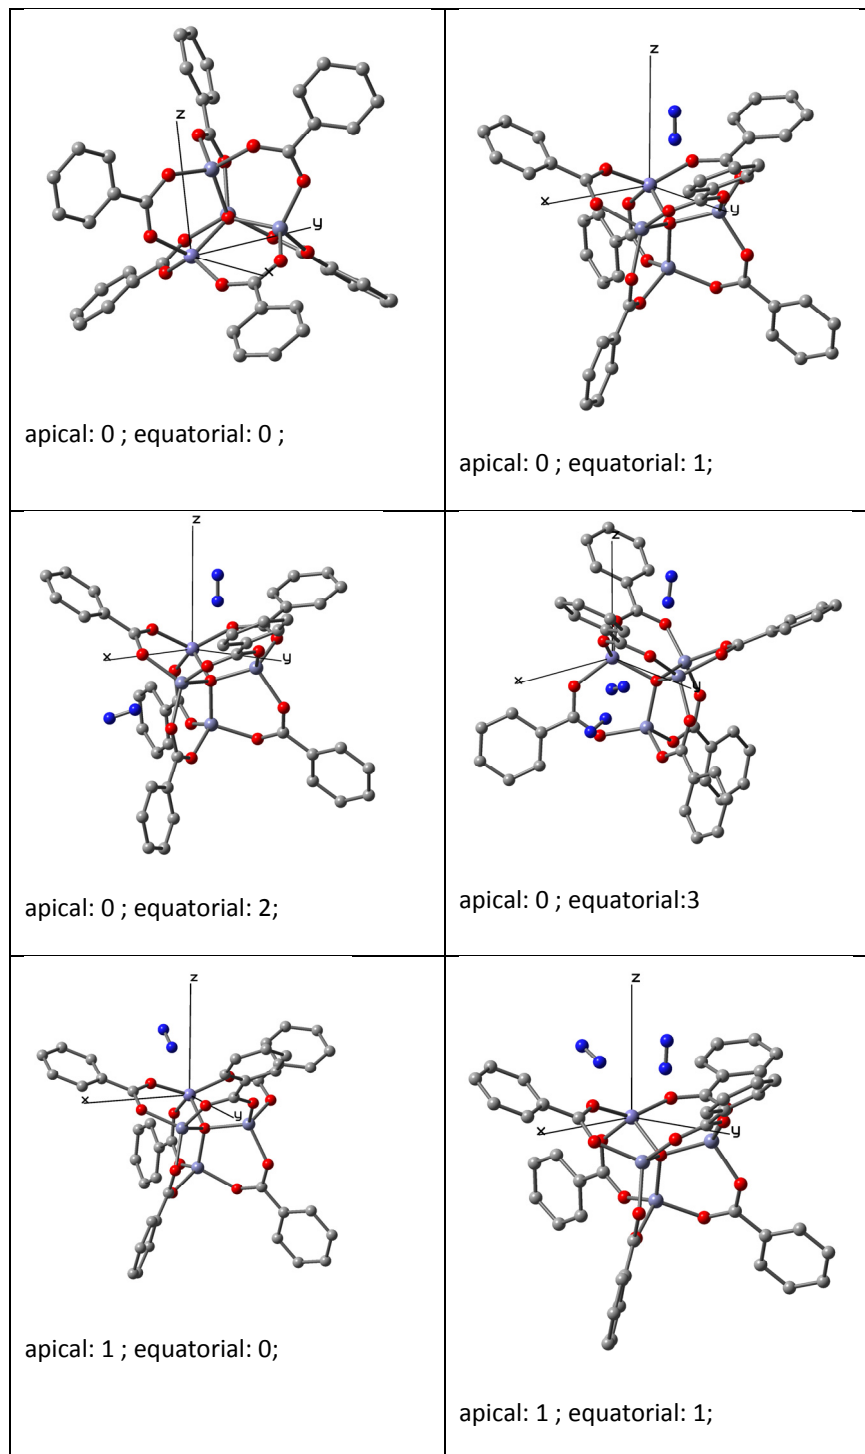 z
y
x
apical: 0 ; equatorial: 0 ;
z
x
y
apical: 0 ; equatorial: 1;
z
x
y
apical: 0 ; equatorial: 2;
z
x
y
apical: 0 ; equatorial:3
z
x
y
apical: 1 ; equatorial: 0;
z
x
y
apical: 1 ; equatorial: 1;